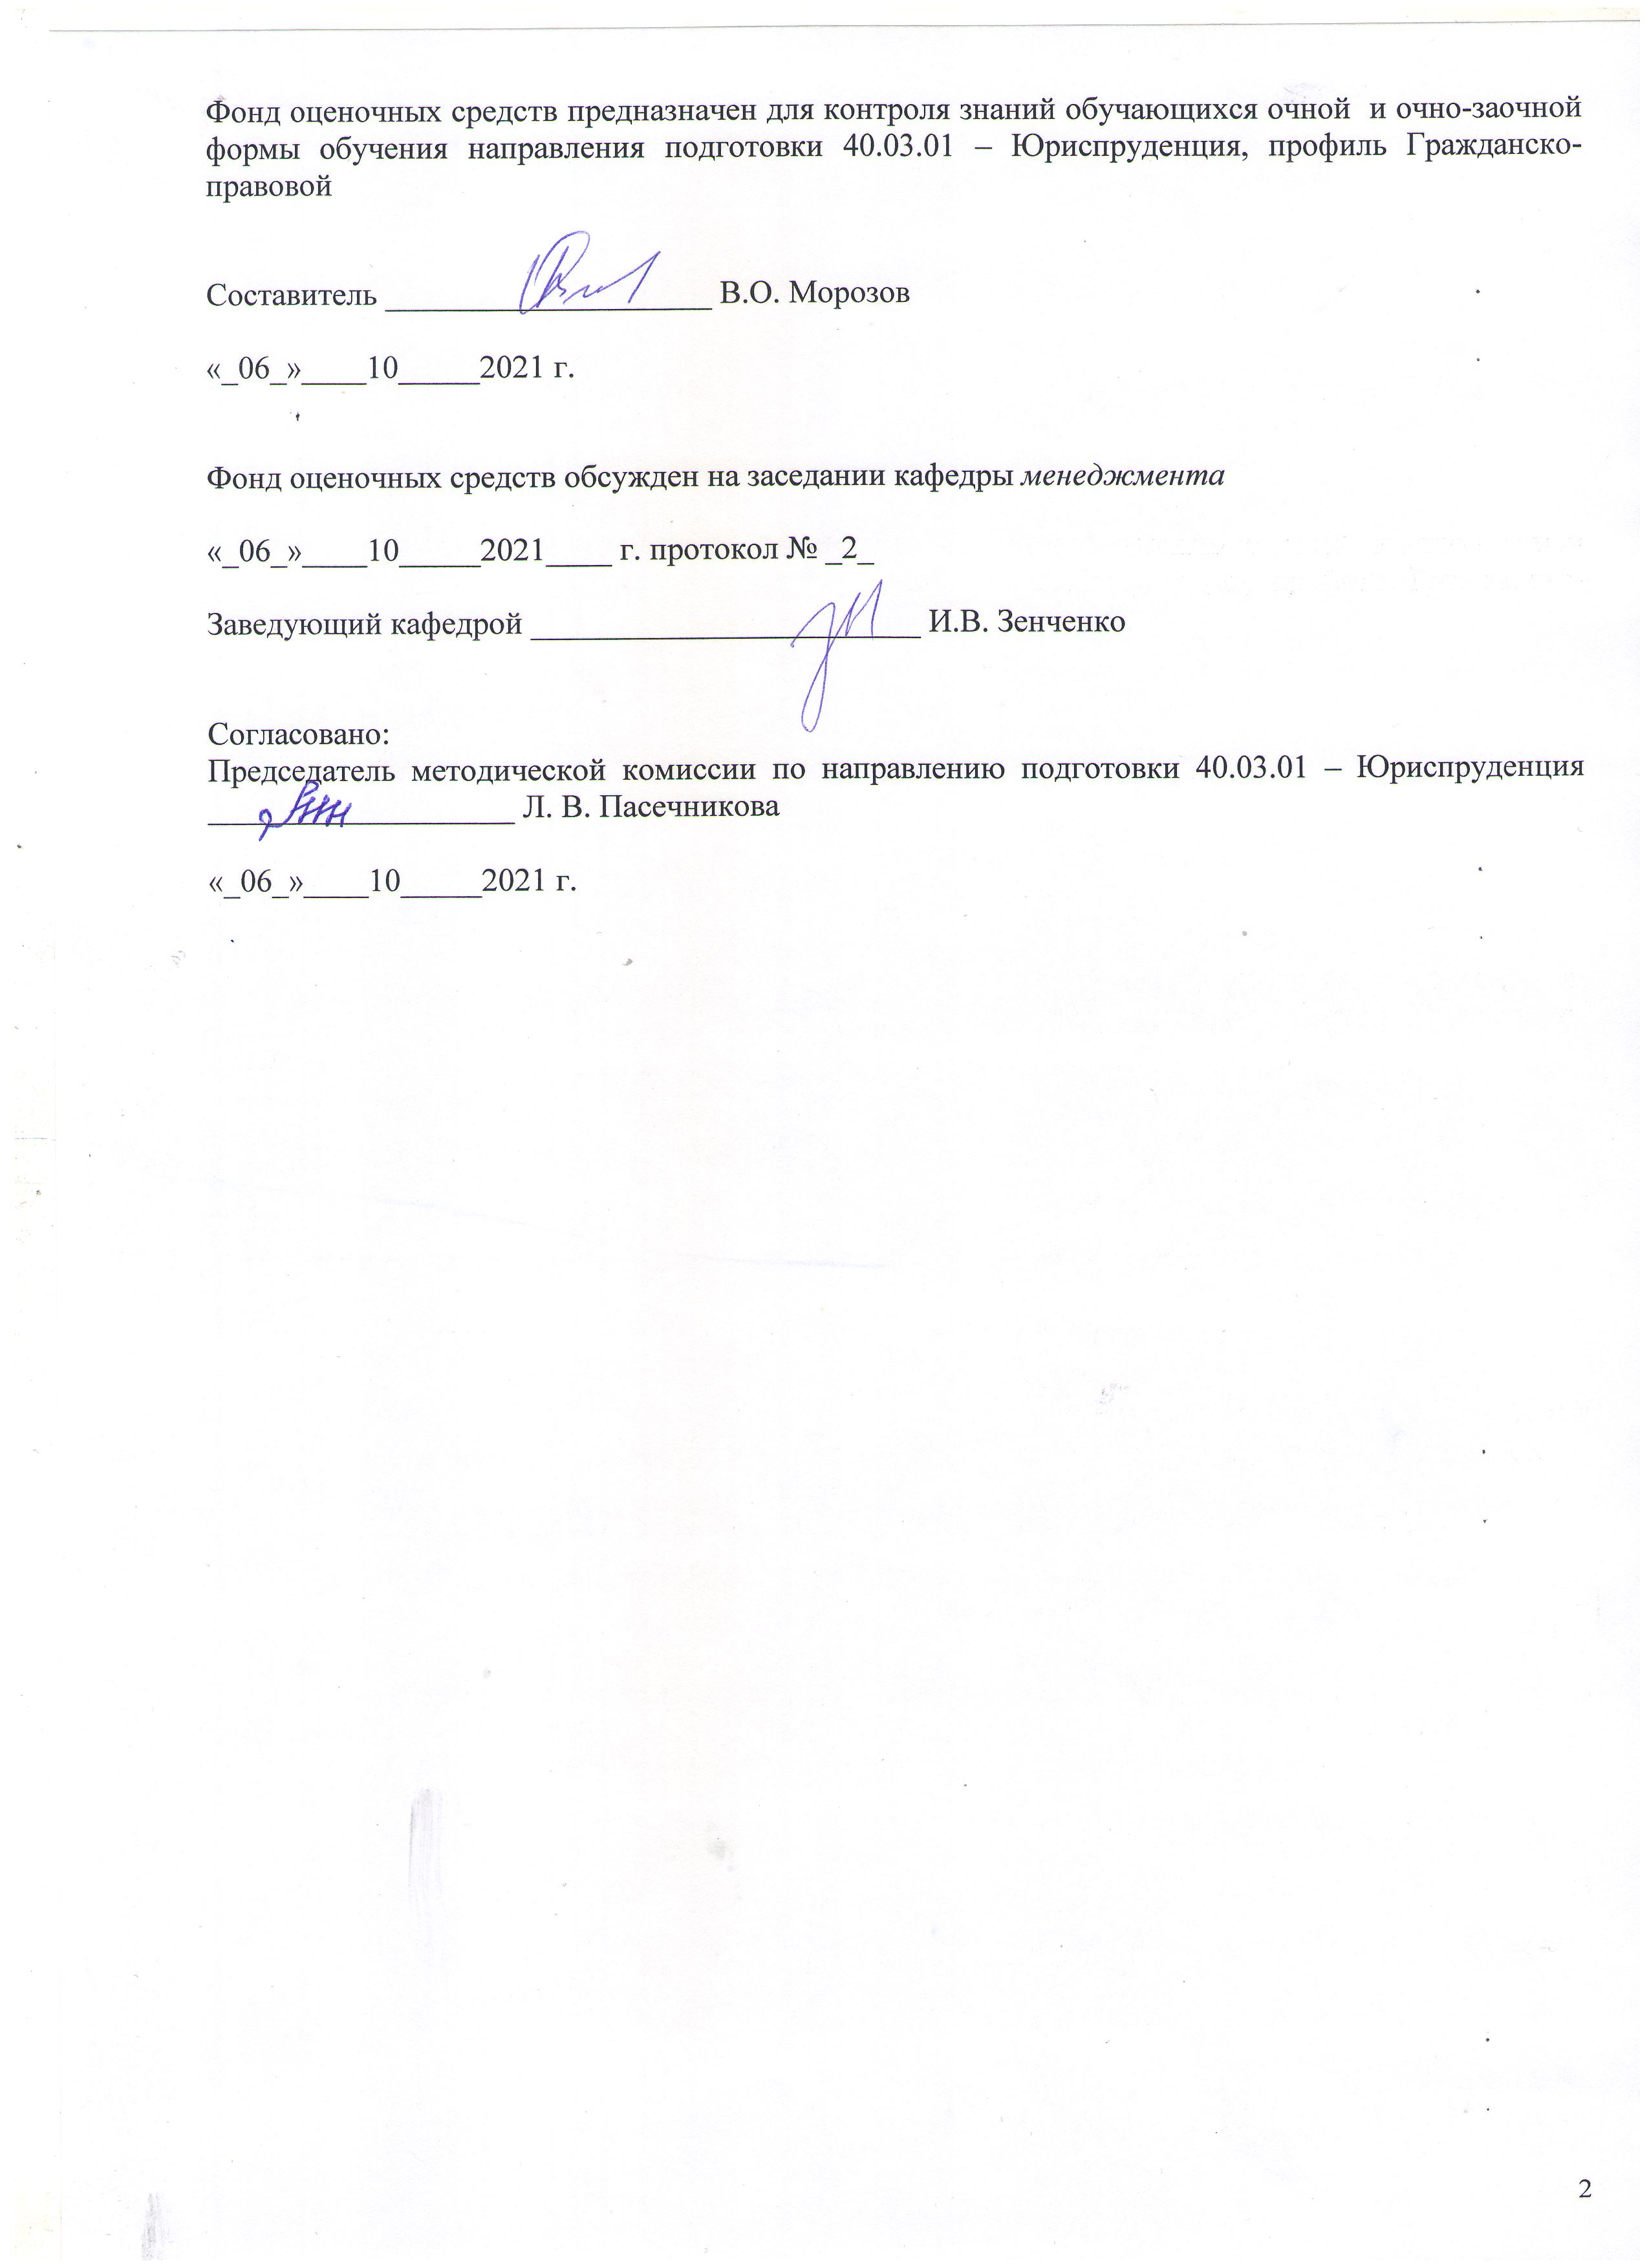 Фонд оценочных средств предназначен для контроля знаний обучающихся очной и очно-заочной
формы обучения направления подготовки 40.03.01 – Юриспруденция, профиль Гражданско-
правовой
Составитель ____________________ В.О. Морозов
«_06_»____10_____2021 г.
Фонд оценочных средств обсужден на заседании кафедры менеджмента
«_06_»____10_____2021____ г. протокол № _2_
Заведующий кафедрой ________________________ И.В. Зенченко
Согласовано:
Председатель методической комиссии по направлению подготовки 40.03.01 – Юриспруденция
___________________ Л. В. Пасечникова
«_06_»____10_____2021 г.
2